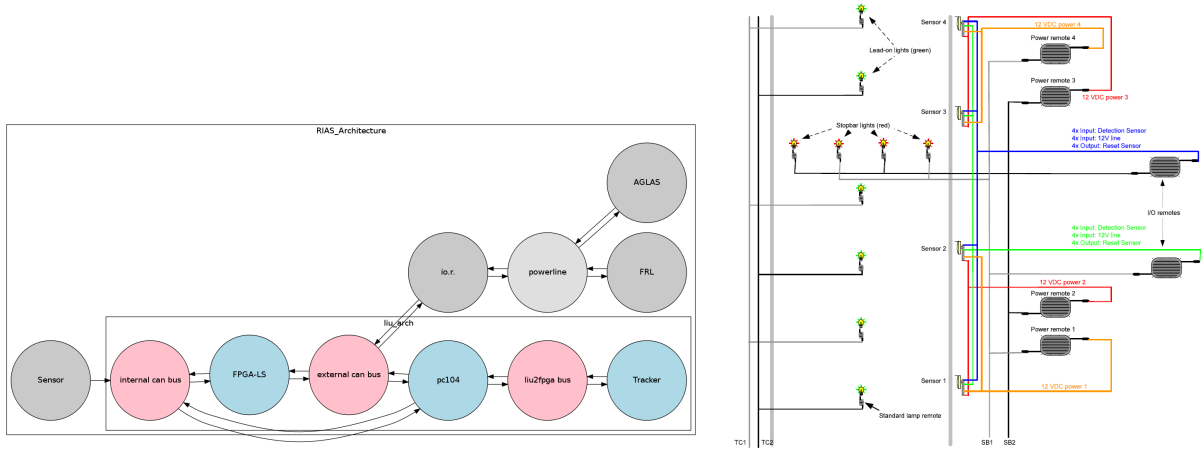 RIAS_Architecture
AGLAS
io.r.
powerline
FRL
liu_arch
Sensor
internal can bus
FPGA-LS
external can bus
pc104
liu2fpga bus
Tracker
Sensor 4
12 VDC power 4
Power remote 4
Lead-on lights (green)
Power remote 3
12 VDC power 3
Sensor 3
Stopbar lights (red)
4x Input: Detection Sensor
4x Input: 12V line
4x Output: Reset Sensor
I/O remotes
4x Input: Detection Sensor
4x Input: 12V line
4x Output: Reset Sensor
Sensor 2
12 VDC power 2
Power remote 2
Power remote 1
Sensor 1
12 VDC power 1
Standard lamp remote
TC1
TC2
SB1
SB2